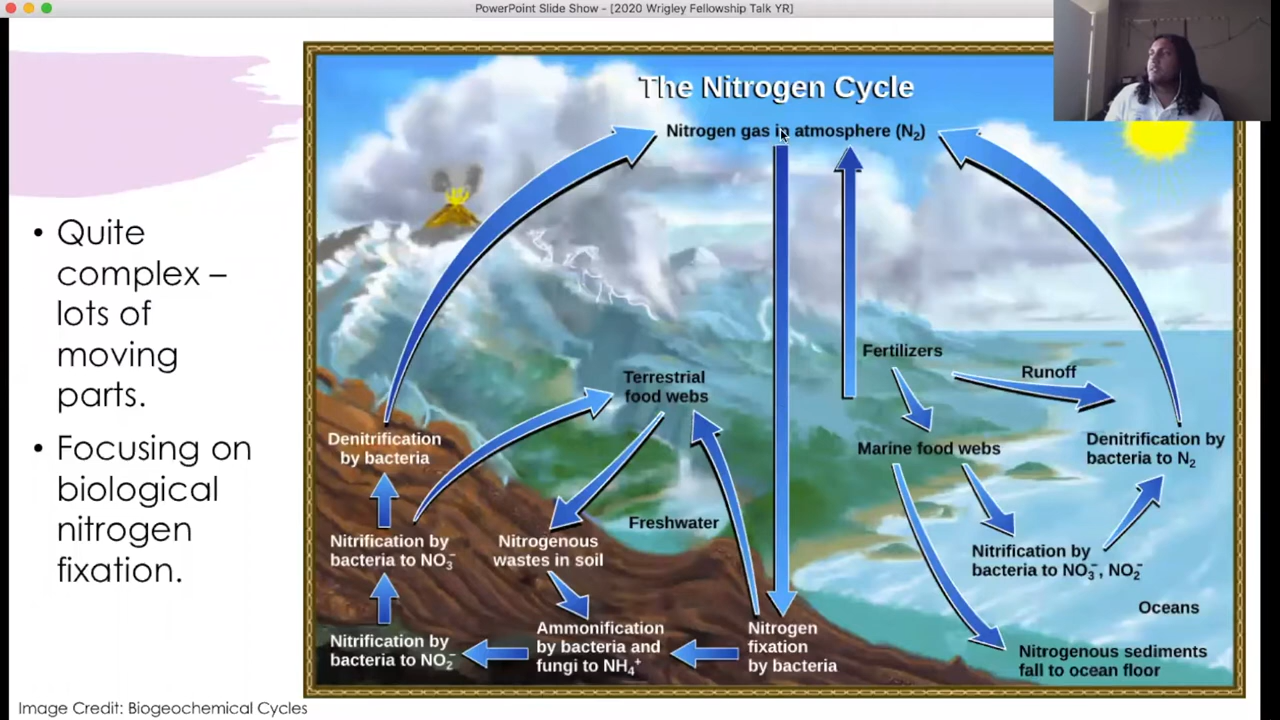 PowerPoint Slide Show - [2020 Wrigley Fellowship Talk YR]
• Quite
complex –
lots of
moving
parts.
• Focusing on
biological
nitrogen
fixation.
The Nitrogen Cycle
Nitrogen gas in atmosphere (N₂)
Fertilizers
Runoff
Terrestrial
food webs
Denitrification
by bacteria
Marine food webs
Denitrification by
bacteria to N₂
Freshwater
Nitrification by
bacteria to NO₃⁻
Nitrogenous
wastes in soil
Nitrification by
bacteria to NO₃⁻, NO₂⁻
Oceans
Nitrification by
bacteria to NO₂⁻
Ammonification
by bacteria and
fungi to NH₄⁺
Nitrogen
fixation
by bacteria
Nitrogenous sediments
fall to ocean floor
Image Credit: Biogeochemical Cycles